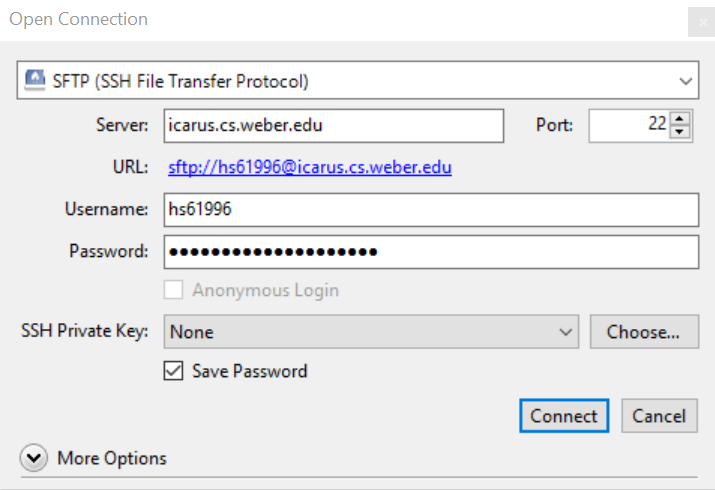 Open Connection
SFTP (SSH File Transfer Protocol)
Server: icarus.cs.weber.edu Port: 22
URL: sftp://hs61996@icarus.cs.weber.edu
Username: hs61996
Password: ●●●●●●●●●●●●●●●●●●●●
Anonymous Login
SSH Private Key: None Choose...
Save Password
Connect Cancel
More Options